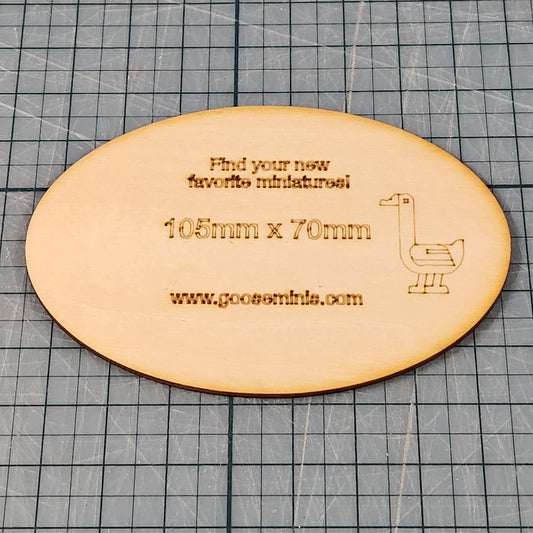 Find your new
favorite miniatures!
105mm x 70mm
www.gooseminis.com